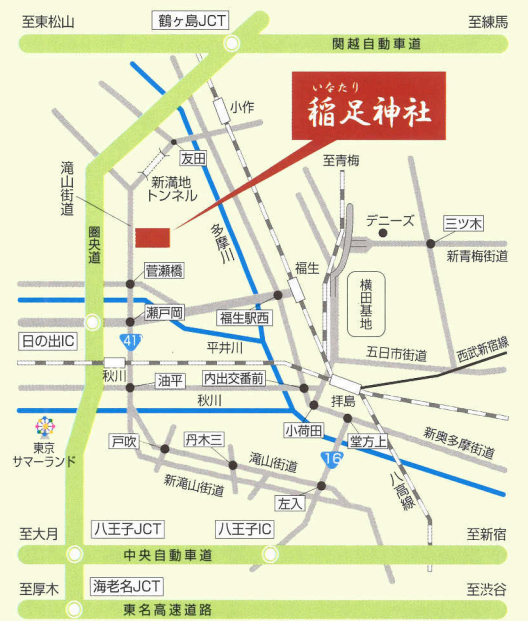 至東松山
鶴ヶ島JCT
至練馬
関越自動車道
いなたり
稲足神社
小作
友田
新満地
トンネル
滝山街道
至青梅
デニーズ
三ツ木
新青梅街道
圏央道
多摩川
福生
横田基地
菅瀬橋
瀬戸岡
福生駅西
日の出IC
411
平井川
五日市街道
西武新宿線
秋川
油平
内出交番前
拝島
秋川
小荷田
堂方上
新奥多摩街道
東京
サマーランド
戸吹
丹木三
滝山街道
16
新滝山街道
左入
八高線
至大月
八王子JCT
八王子IC
至新宿
中央自動車道
至厚木
海老名JCT
至渋谷
東名高速道路